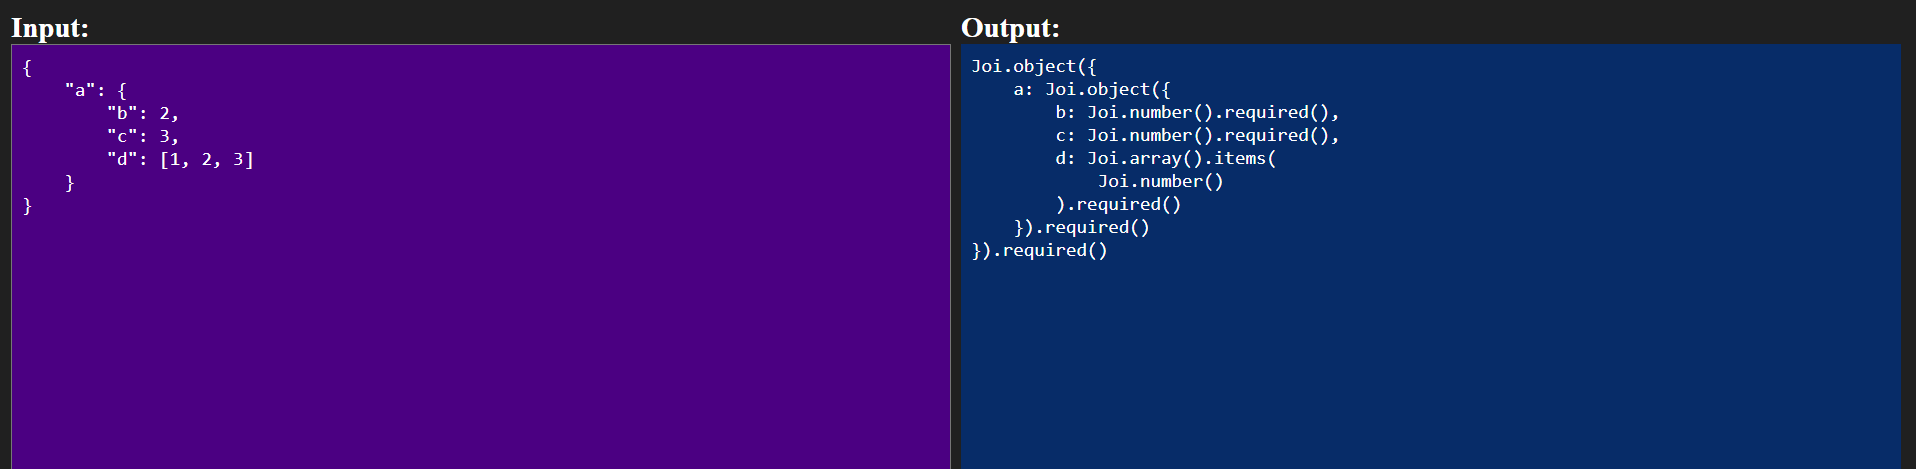 Input:
{
    "a": {
        "b": 2,
        "c": 3,
        "d": [1, 2, 3]
    }
}
Output:
Joi.object({
    a: Joi.object({
        b: Joi.number().required(),
        c: Joi.number().required(),
        d: Joi.array().items(
            Joi.number()
        ).required()
    }).required()
}).required()